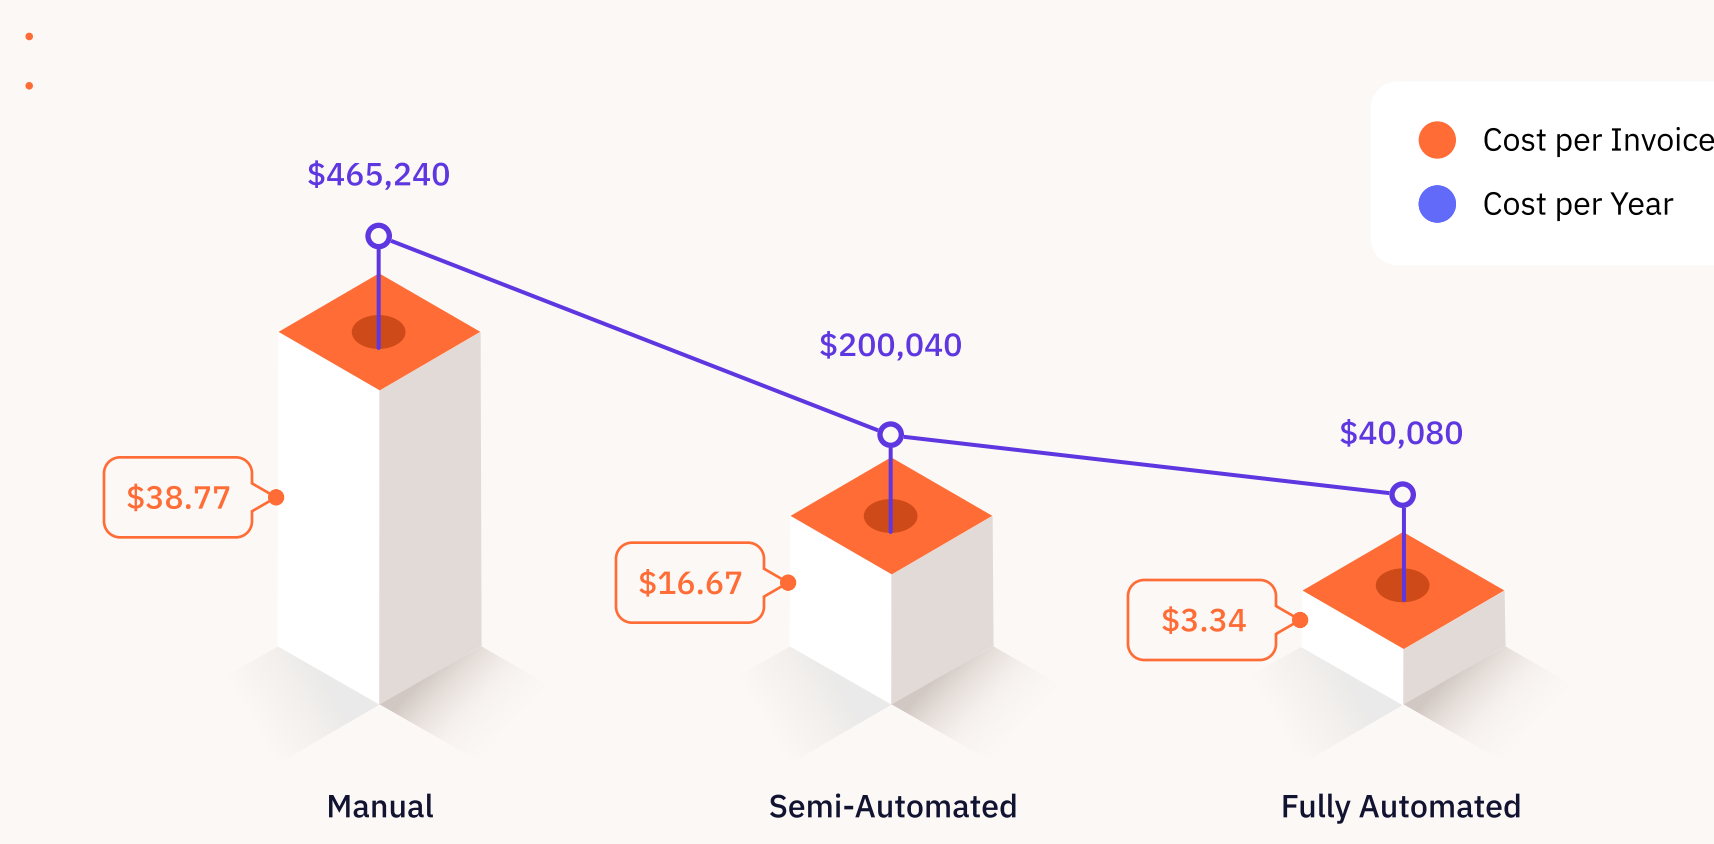 Cost per Invoice
Cost per Year
$465,240
$200,040
$40,080
$38.77
$16.67
$3.34
Manual
Semi-Automated
Fully Automated